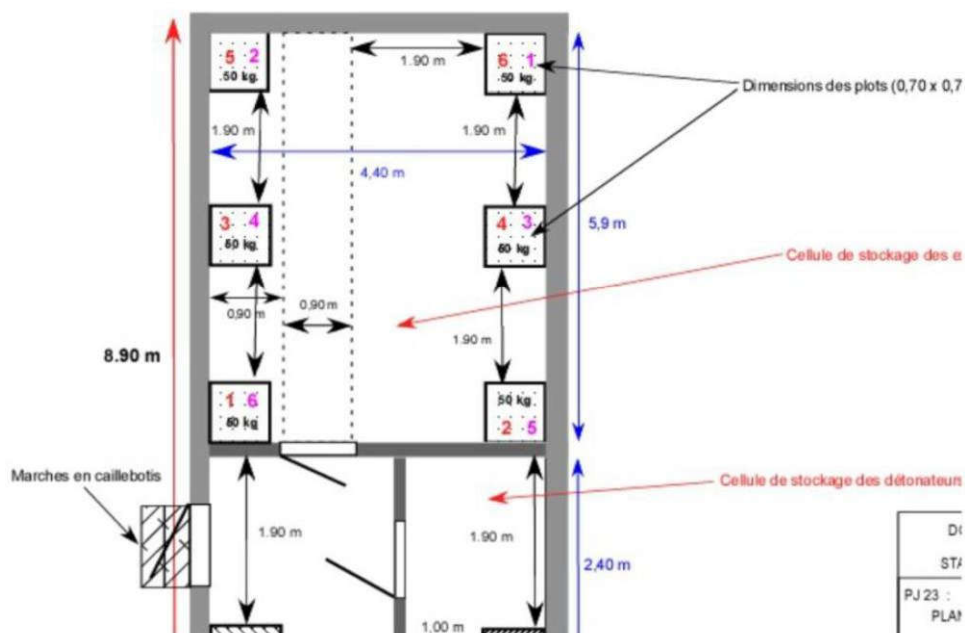 5 2
50 kg
1.90 m
6 1
50 kg
Dimensions des plots (0,70 x 0,7
1.90 m
1.90 m
4,40 m
3 4
50 kg
4 3
50 kg
5,9 m
Cellule de stockage des e
0,90 m
0,90 m
1.90 m
8.90 m
1 6
50 kg
50 kg
2 5
Marches en caillebotis
Cellule de stockage des détonateurs
1.90 m
1.90 m
2,40 m
STA
PJ 23 :
PLAN
1,00 m